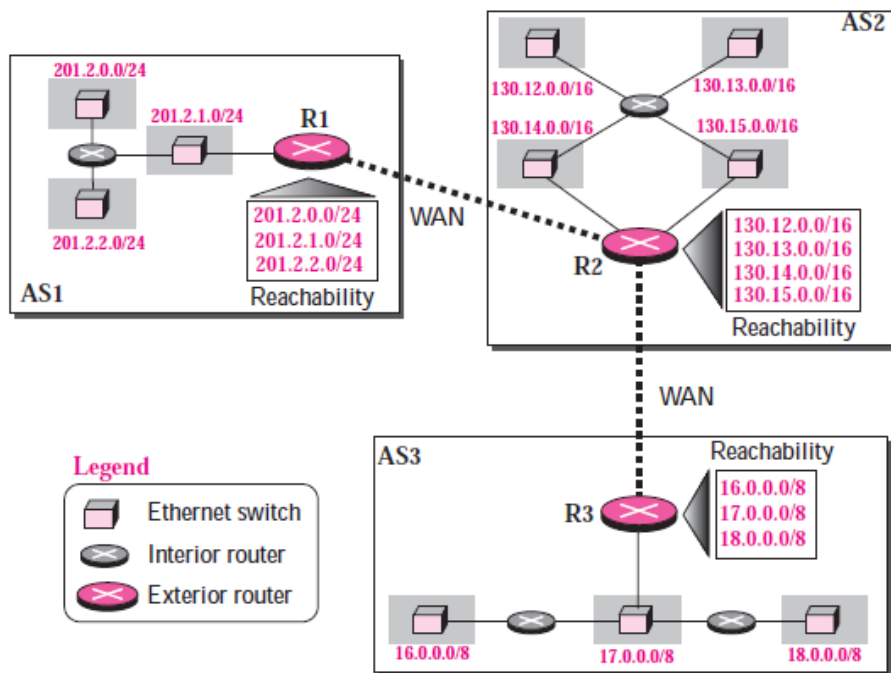 201.2.0.0/24
201.2.1.0/24
R1
201.2.2.0/24
201.2.0.0/24
201.2.1.0/24
201.2.2.0/24
Reachability
AS1
WAN
AS2
130.12.0.0/16
130.13.0.0/16
130.14.0.0/16
130.15.0.0/16
R2
130.12.0.0/16
130.13.0.0/16
130.14.0.0/16
130.15.0.0/16
Reachability
WAN
AS3
Reachability
R3
16.0.0.0/8
17.0.0.0/8
18.0.0.0/8
16.0.0.0/8
17.0.0.0/8
18.0.0.0/8
Legend
Ethernet switch
Interior router
Exterior router